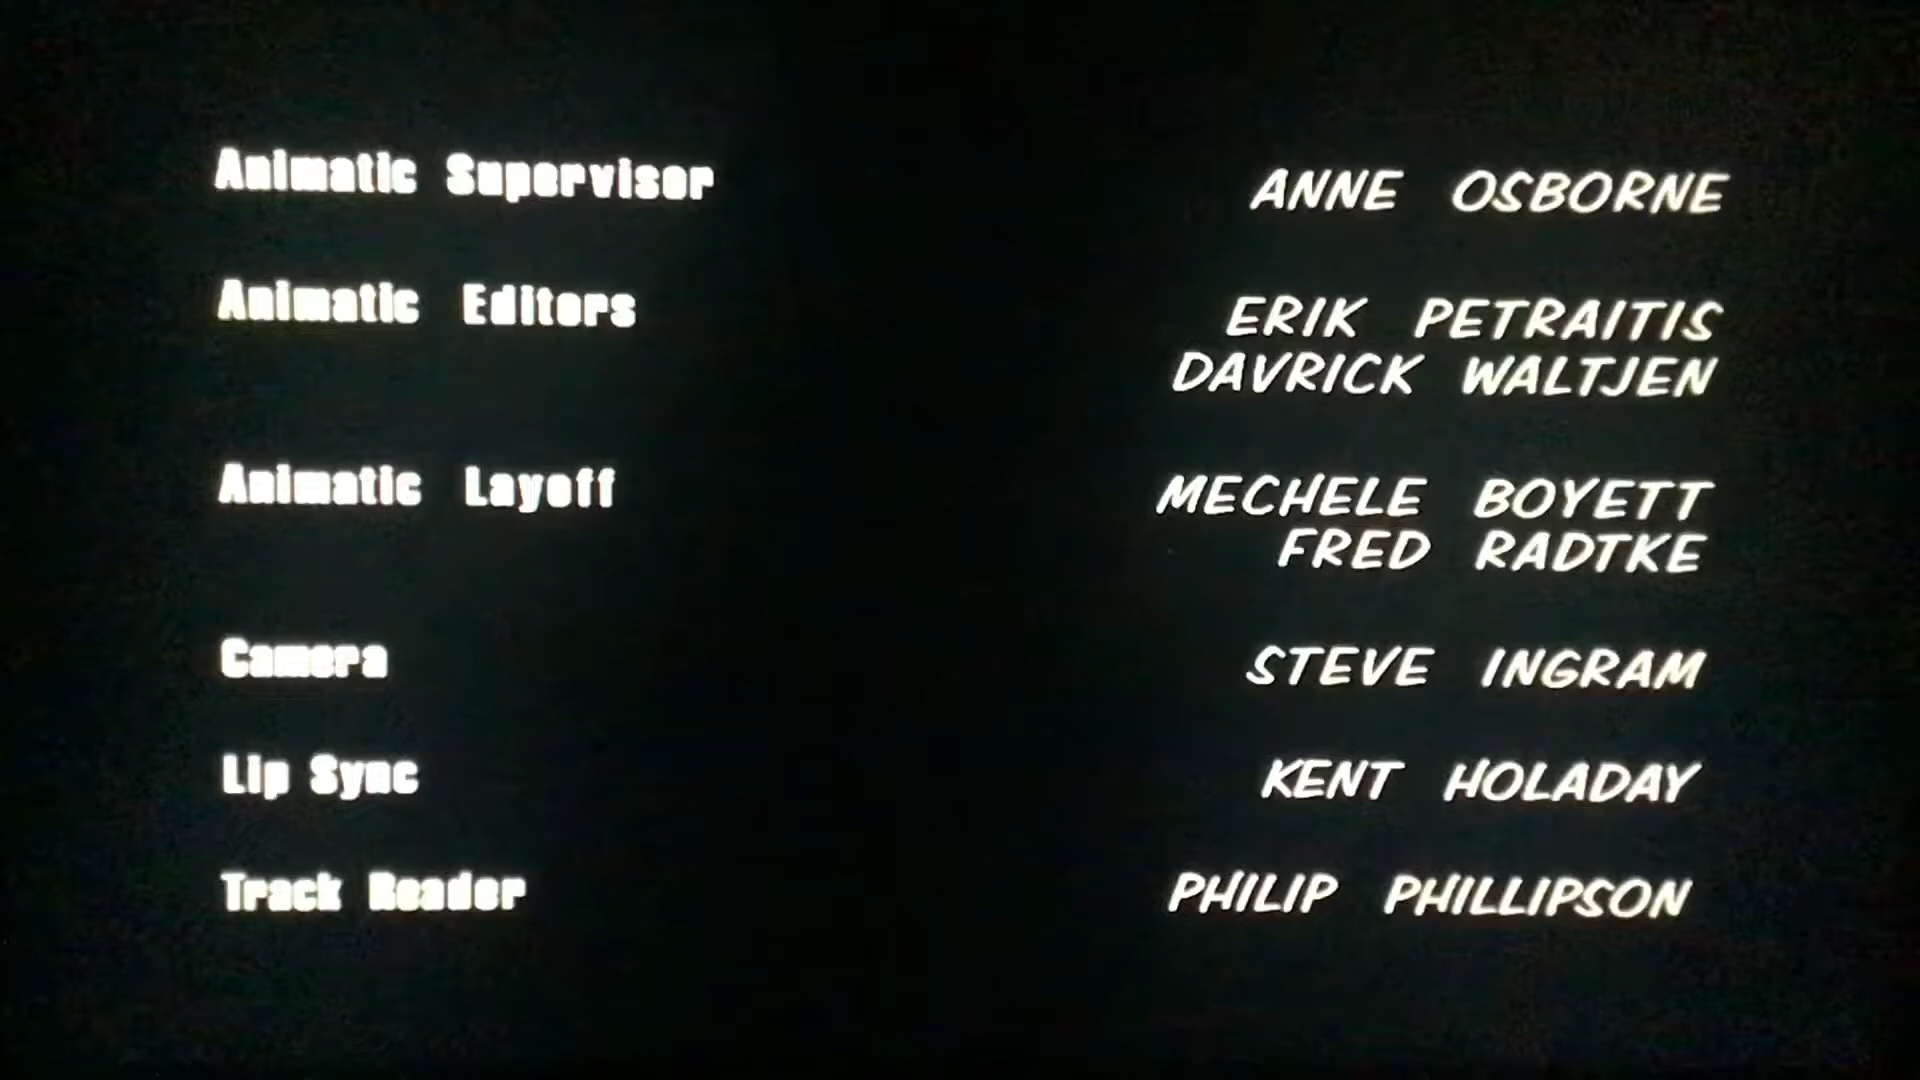 Animatic Supervisor ANNE OSBORNE
Animatic Editors ERIK PETRAITIS
DAVRICK WALTJEN
Animatic Layoff MECHELE BOYETT
FRED RADTKE
Camera STEVE INGRAM
Lip Sync KENT HOLADAY
Track Reader PHILIP PHILLIPSON